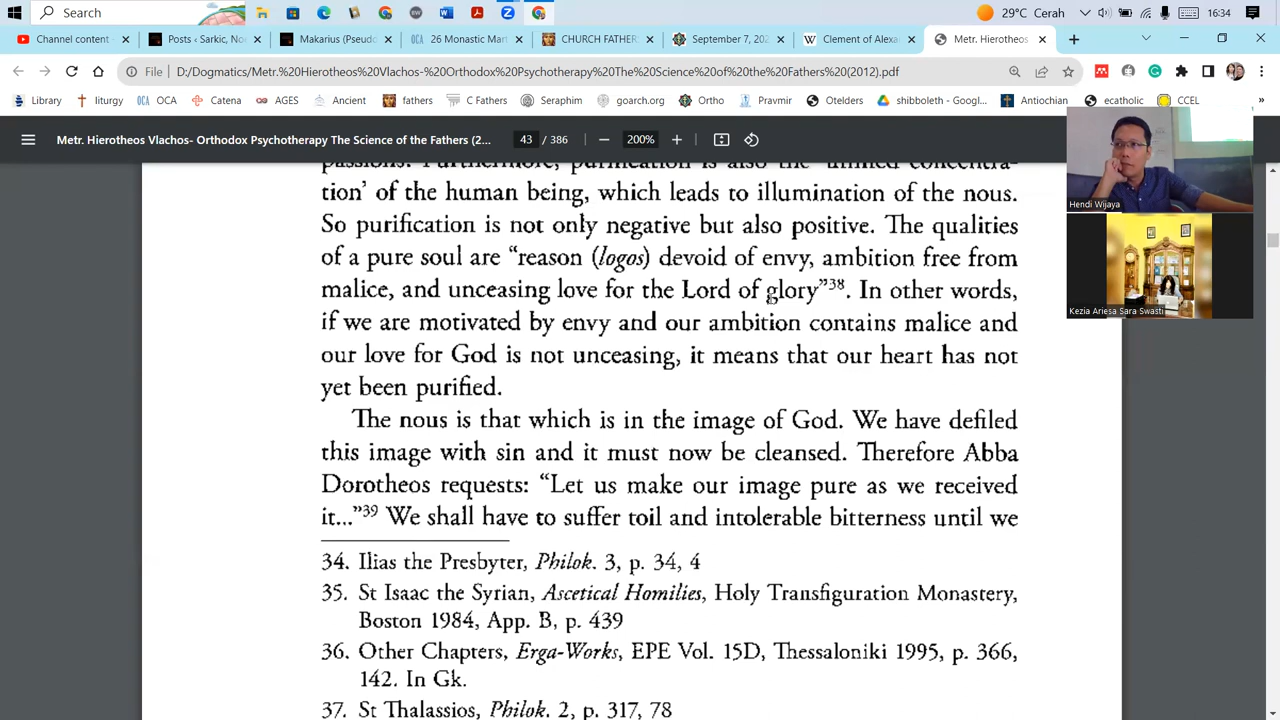 Search
29°C Cerah
16:34
Channel content
Posts ‹ Sarkic, No
Makarius (Pseudo
26 Monastic Mart
CHURCH FATHER
September 7, 202
Clement of Alexa
Metr. Hierotheos
File
D:/Dogmatics/Metr.%20Hierotheos%20Vlachos-%20Orthodox%20Psychotherapy%20The%20Science%20of%20the%20Fathers%20(2012).pdf
Library
liturgy
OCA
Catena
AGES
Ancient
fathers
C Fathers
Seraphim
goarch.org
Ortho
Pravmir
Otelders
shibboleth - Googl...
Antiochian
ecatholic
CCEL
»
Metr. Hierotheos Vlachos- Orthodox Psychotherapy The Science of the Fathers (2...
43 / 386
200%
passions. Furthermore, purification is also the 'unified concentra-
tion' of the human being, which leads to illumination of the nous.
So purification is not only negative but also positive. The qualities
of a pure soul are “reason (logos) devoid of envy, ambition free from
malice, and unceasing love for the Lord of glory”38. In other words,
if we are motivated by envy and our ambition contains malice and
our love for God is not unceasing, it means that our heart has not
yet been purified.
The nous is that which is in the image of God. We have defiled
this image with sin and it must now be cleansed. Therefore Abba
Dorotheos requests: “Let us make our image pure as we received
it...”39 We shall have to suffer toil and intolerable bitterness until we
34. Ilias the Presbyter, Philok. 3, p. 34, 4
35. St Isaac the Syrian, Ascetical Homilies, Holy Transfiguration Monastery,
Boston 1984, App. B, p. 439
36. Other Chapters, Erga-Works, EPE Vol. 15D, Thessaloniki 1995, p. 366,
142. In Gk.
37. St Thalassios, Philok. 2, p. 317, 78
Hendi Wijaya
Kezia Ariesa Sara Swasti